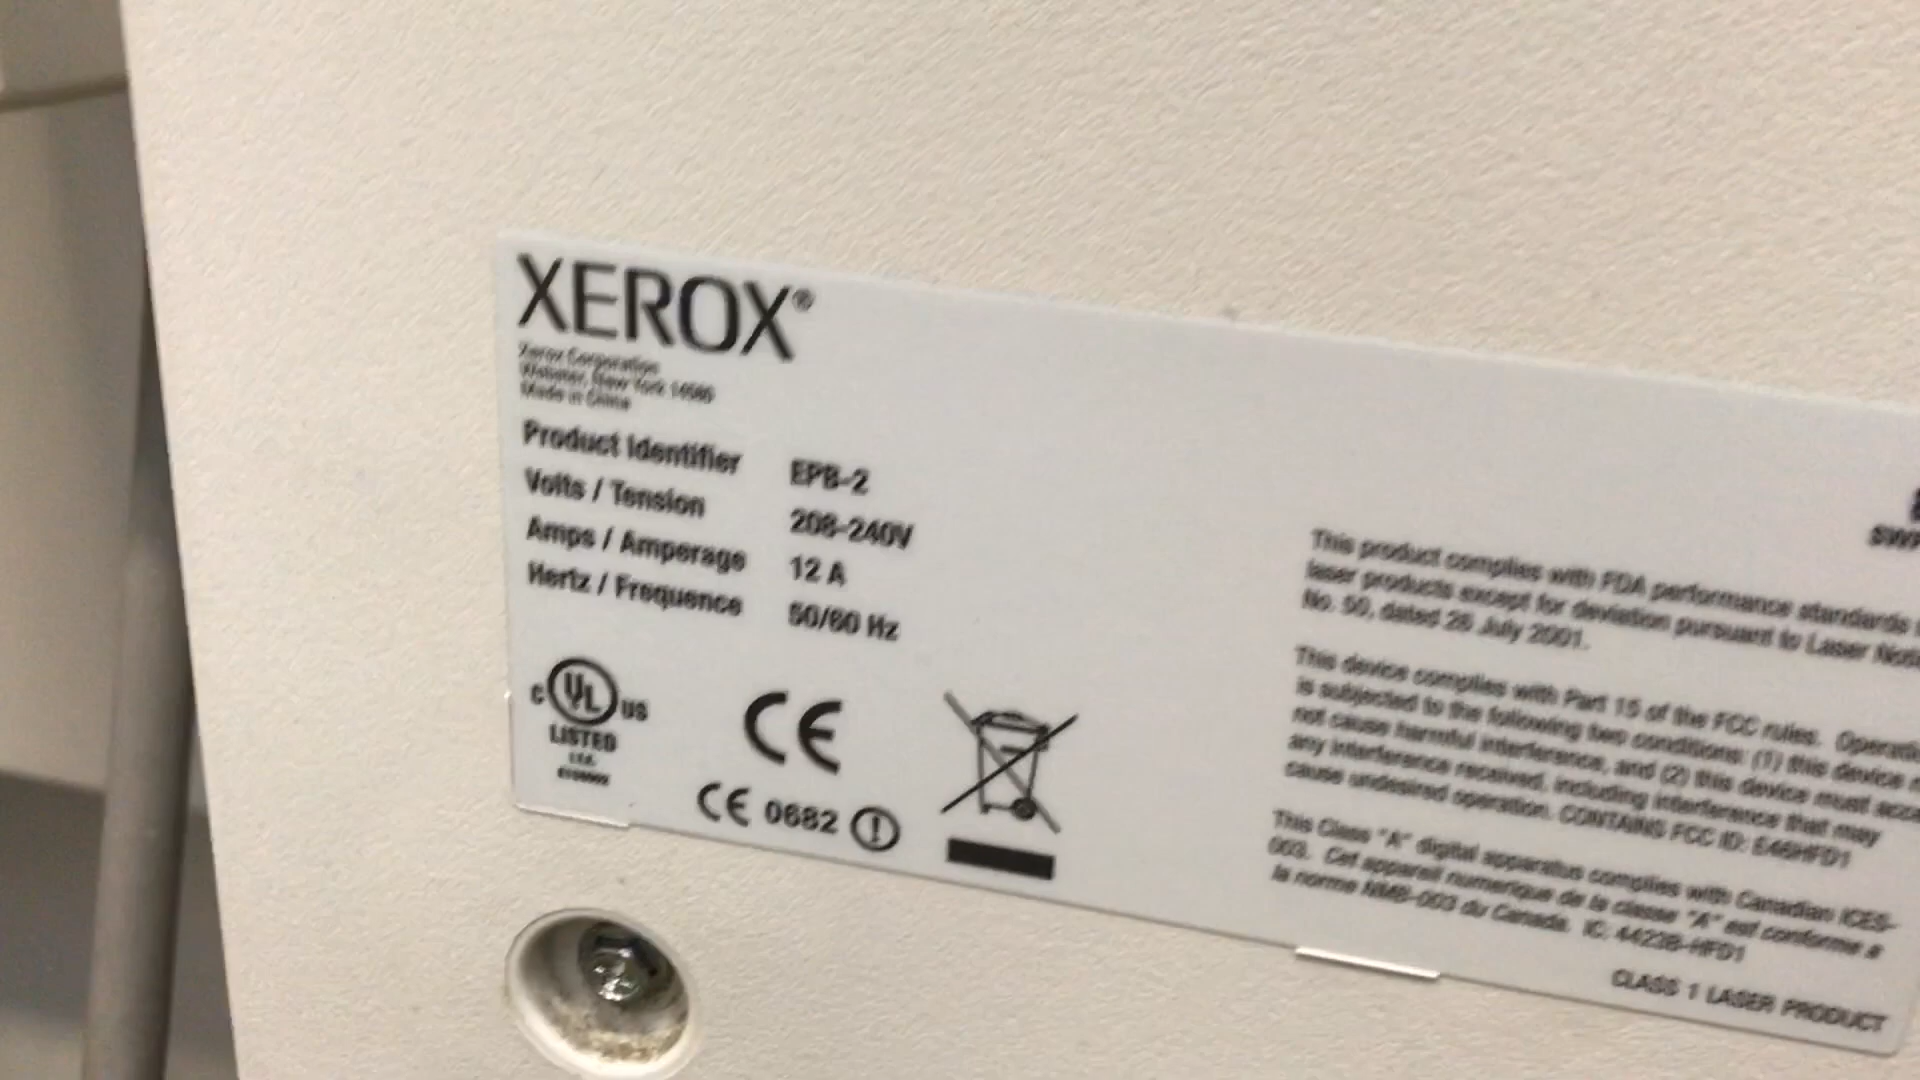 XEROX®
Xerox Corporation
Webster, New York 14580
Made in China
Product Identifier EPB-2
Volts / Tension 208-240V
Amps / Amperage 12 A
Hertz / Frequence 50/60 Hz
C UL US
LISTED
I.T.E.
CE
CE 0682
This product complies with FDA performance standards
laser products except for deviation pursuant to Laser
No. 50, dated 26 July 2001.
This device complies with Part 15 of the FCC rules.
is subjected to the following two conditions: (1) this device
not cause harmful interference, and (2) this device must
any interference received, including interference that may
cause undesired operation. CONTAINS FCC ID: E46HFD1
This Class "A" digital apparatus complies with Canadian ICES-
003. Cet appareil numerique de la classe "A" est conforme a
la norme NMB-003 du Canada. IC: 4423B-HFD1
CLASS 1 LASER PRODUCT